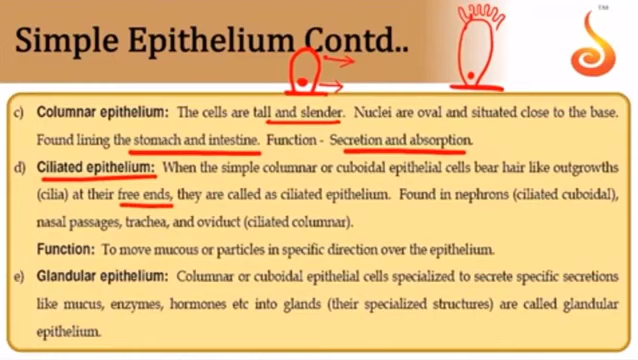 Simple Epithelium Contd..
TM
c) Columnar epithelium: The cells are tall and slender. Nuclei are oval and situated close to the base.
Found lining the stomach and intestine. Function - Secretion and absorption.
d) Ciliated epithelium: When the simple columnar or cuboidal epithelial cells bear hair like outgrowths
(cilia) at their free ends, they are called as ciliated epithelium. Found in nephrons (ciliated cuboidal),
nasal passages, trachea, and oviduct (ciliated columnar).
Function: To move mucous or particles in specific direction over the epithelium.
e) Glandular epithelium: Columnar or cuboidal epithelial cells specialized to secrete specific secretions
like mucus, enzymes, hormones etc into glands (their specialized structures) are called glandular
epithelium.